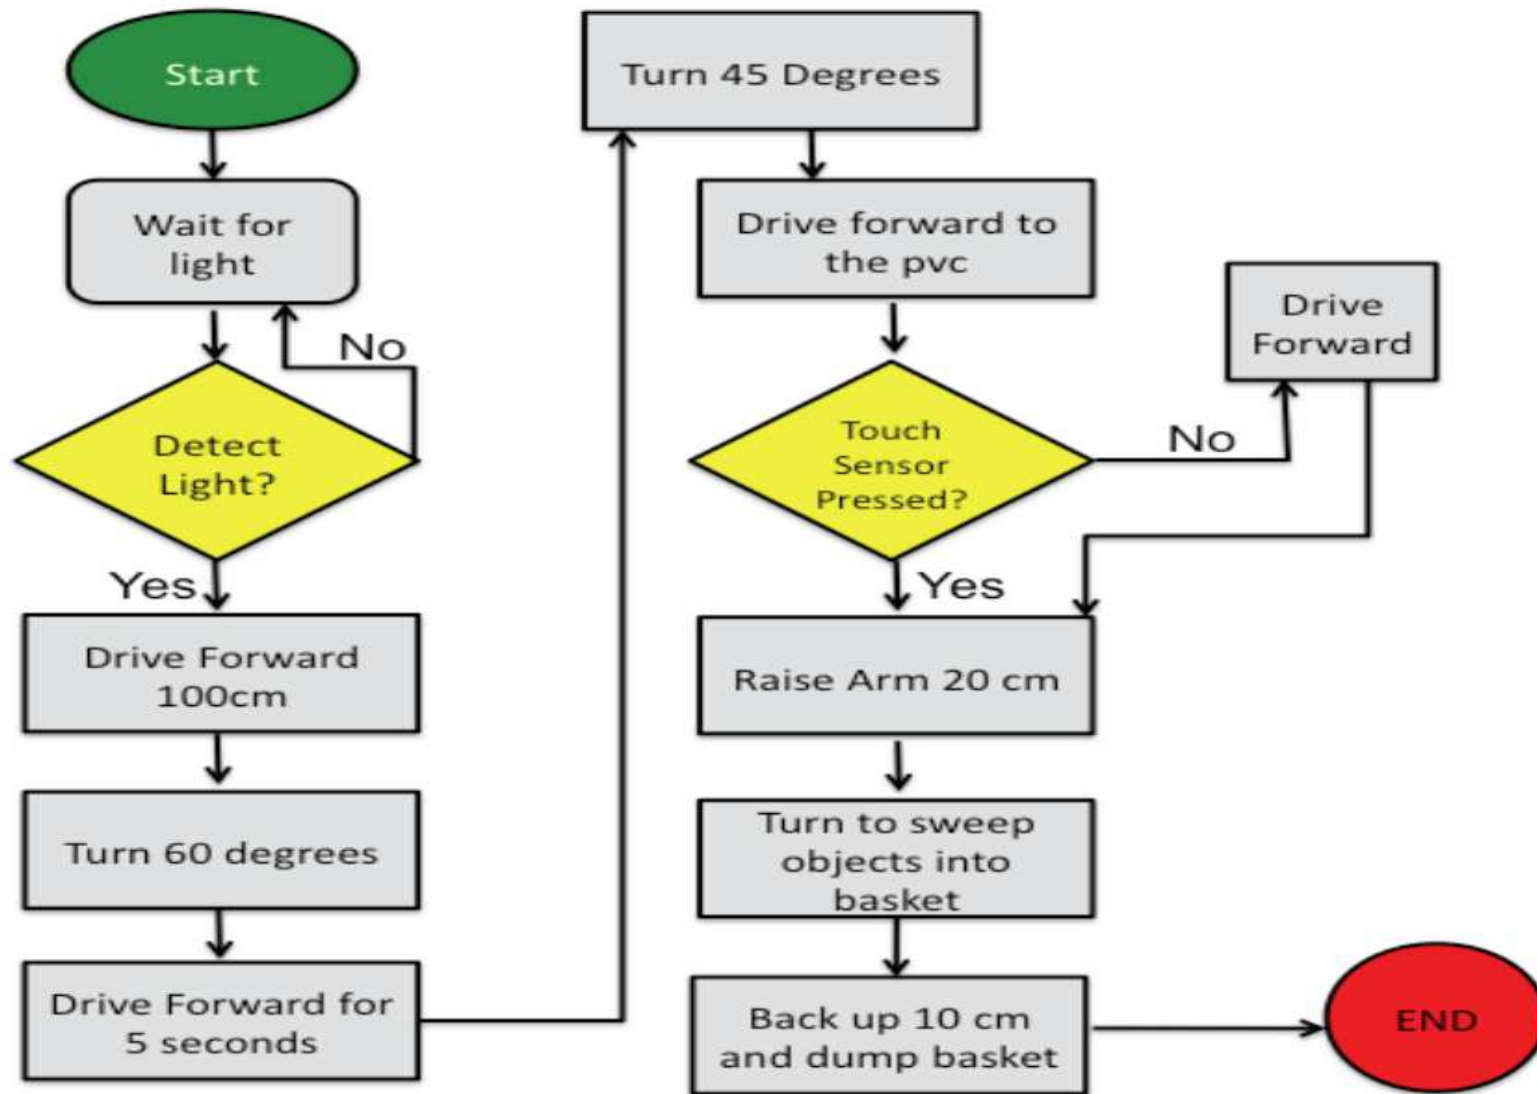 Start
Wait for
light
No
Detect
Light?
Yes
Drive Forward
100cm
Turn 60 degrees
Drive Forward for
5 seconds
Turn 45 Degrees
Drive forward to
the pvc
Touch
Sensor
Pressed?
No
Drive
Forward
Yes
Raise Arm 20 cm
Turn to sweep
objects into
basket
Back up 10 cm
and dump basket
END